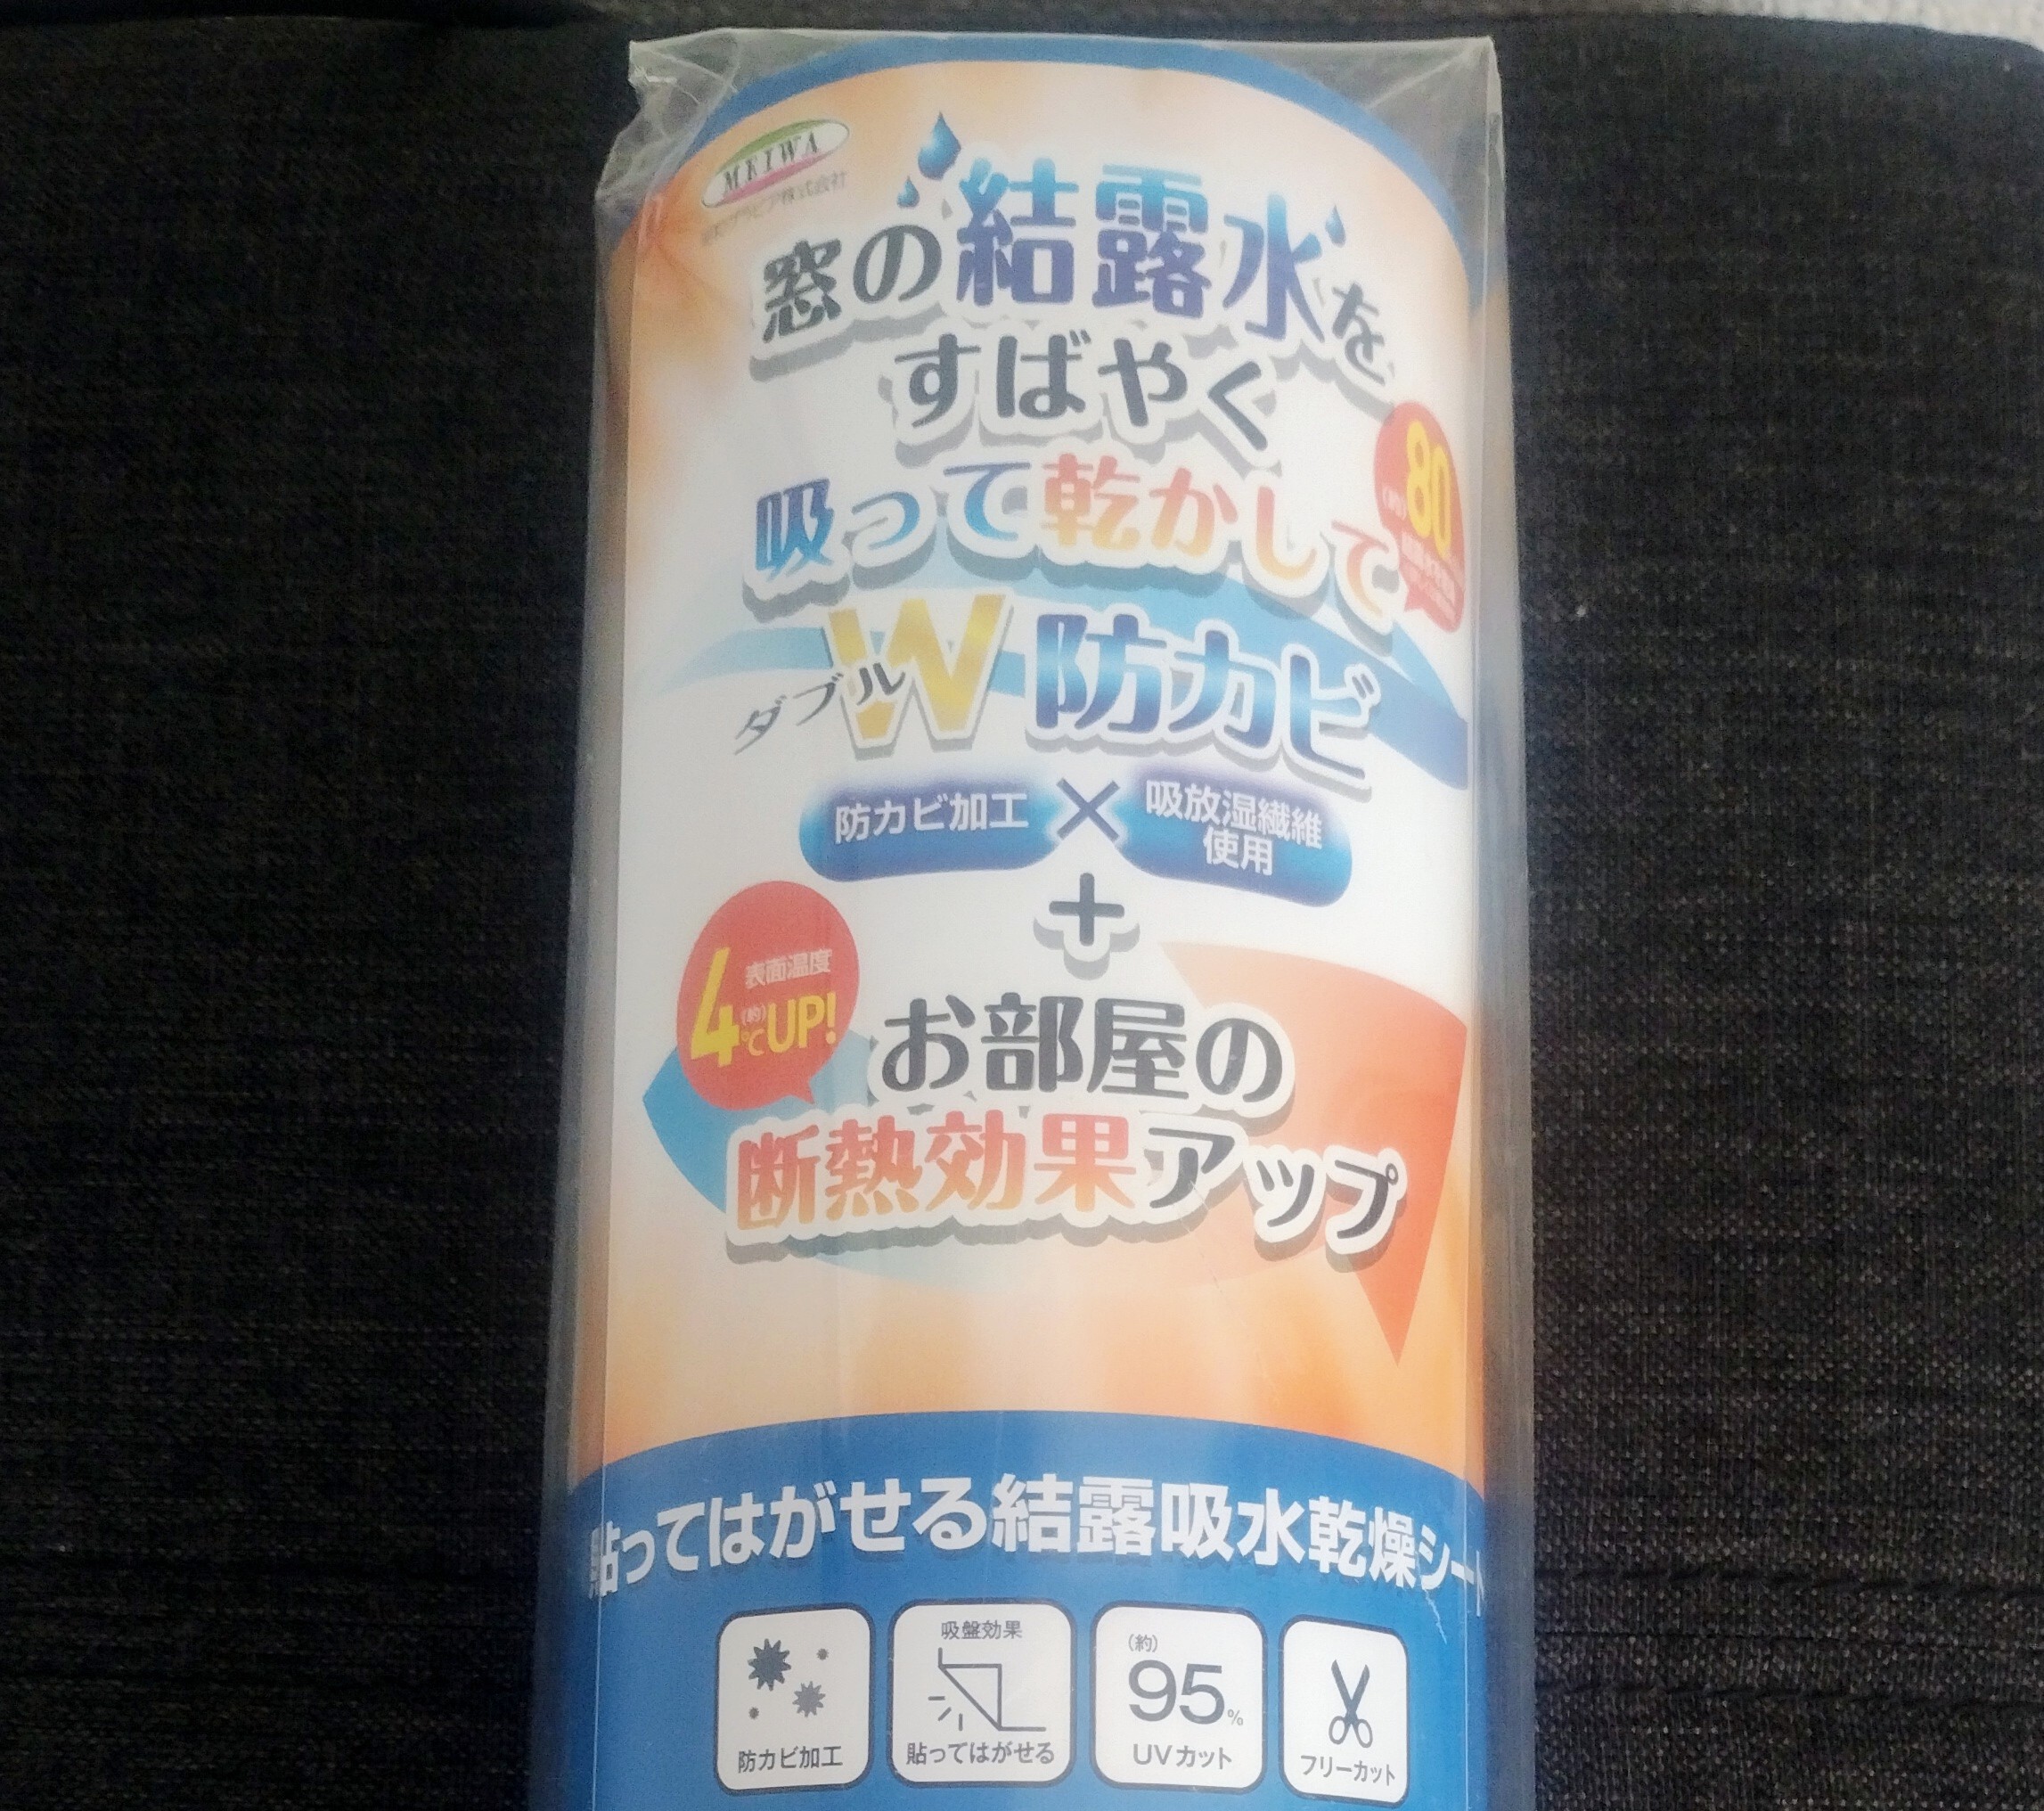 MEIWA
窓の結露水を
すばやく
吸って乾かして
80
ダブルW防カビ
防カビ加工×吸放湿繊維
使用
+
表面温度
4(約)℃UP!
お部屋の
断熱効果アップ
貼ってはがせる結露吸水乾燥シート
防カビ加工
吸盤効果
貼ってはがせる
(約)
95%
UVカット
フリーカット